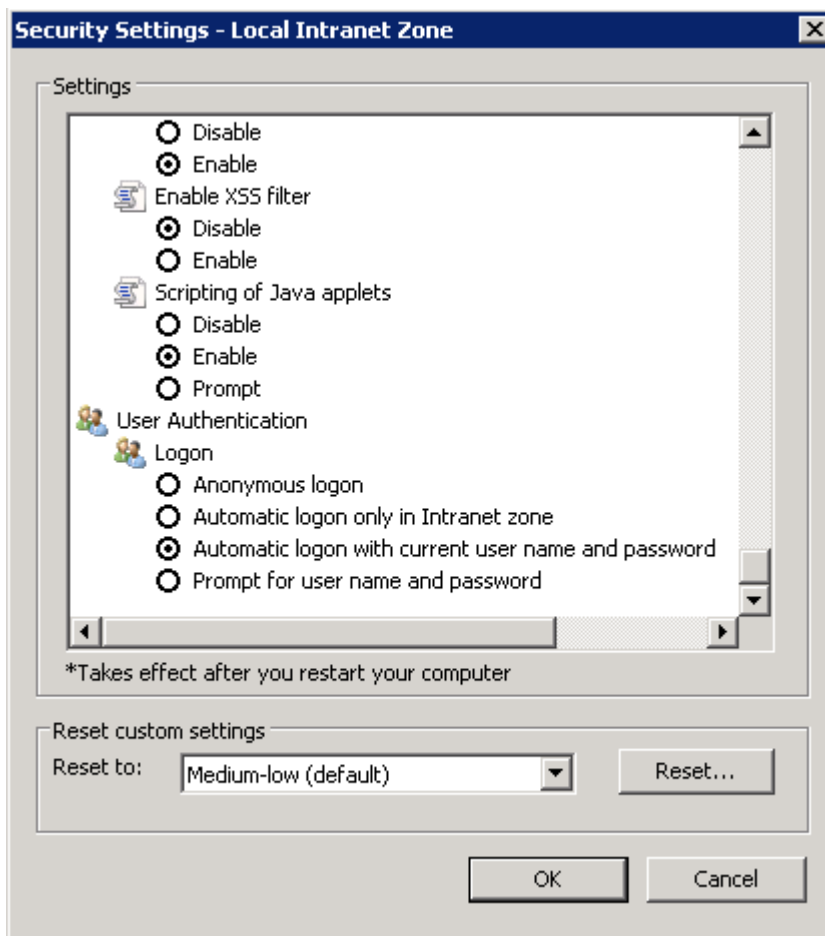 Security Settings - Local Intranet Zone
Settings
Disable
Enable
Enable XSS filter
Disable
Enable
Scripting of Java applets
Disable
Enable
Prompt
User Authentication
Logon
Anonymous logon
Automatic logon only in Intranet zone
Automatic logon with current user name and password
Prompt for user name and password
*Takes effect after you restart your computer
Reset custom settings
Reset to: Medium-low (default) Reset...
OK Cancel